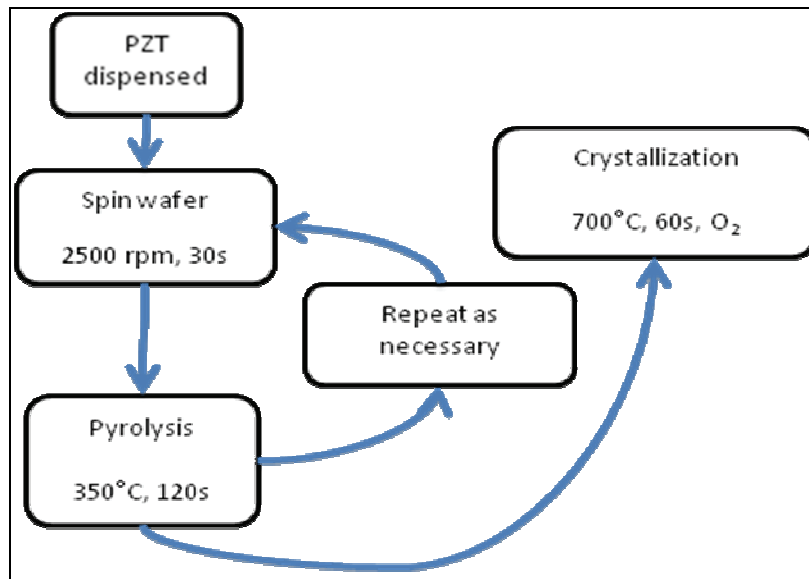 PZT
dispensed
Spin wafer
2500 rpm, 30s
Pyrolysis
350°C, 120s
Repeat as
necessary
Crystallization
700°C, 60s, O₂